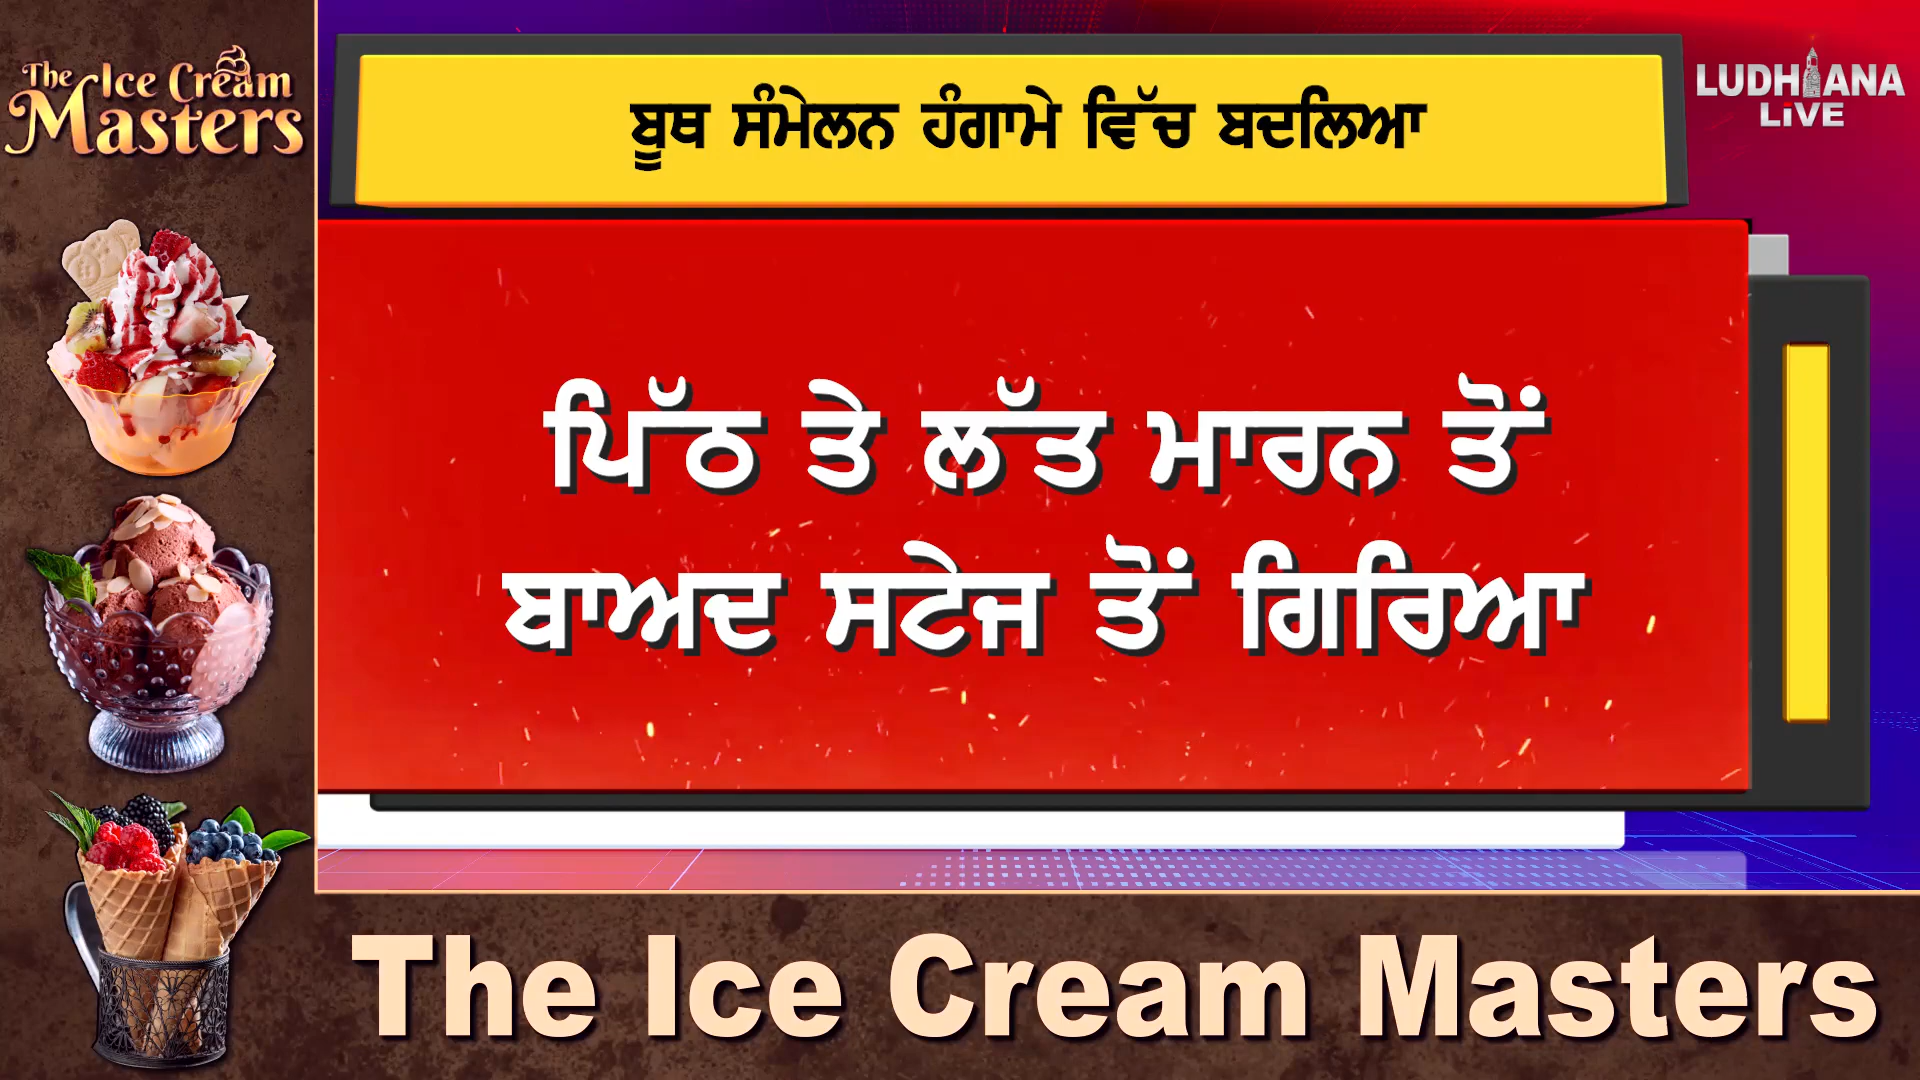 The Ice Cream
Masters
ਬੂਥ ਸੰਮੇਲਨ ਹੰਗਾਮੇ ਵਿੱਚ ਬਦਲਿਆ
LUDHIANA
LiVE
ਪਿੱਠ ਤੇ ਲੱਤ ਮਾਰਨ ਤੋਂ
ਬਾਅਦ ਸਟੇਜ ਤੋਂ ਗਿਰਿਆ
The Ice Cream Masters